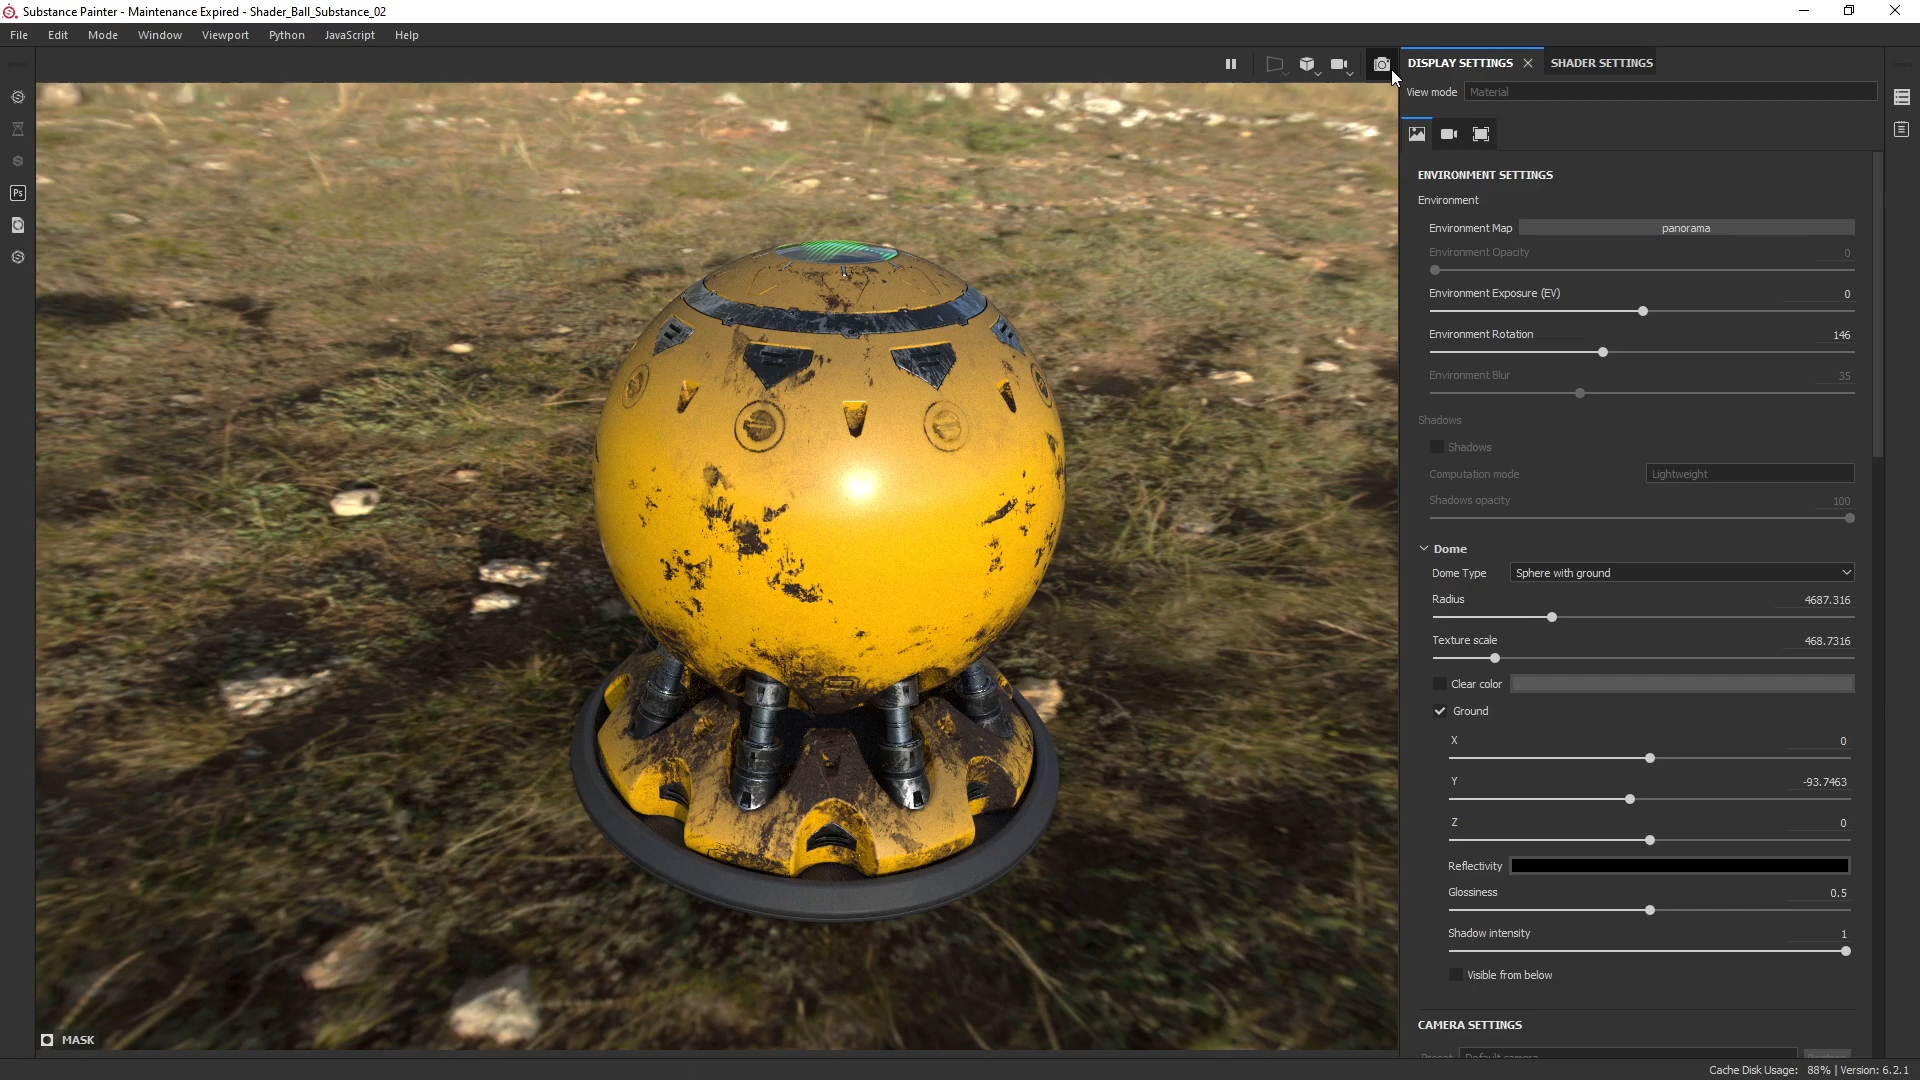 Substance Painter - Maintenance Expired - Shader_Ball_Substance_02
File Edit Mode Window Viewport Python JavaScript Help
DISPLAY SETTINGS SHADER SETTINGS
View mode Material
Ps
ENVIRONMENT SETTINGS
Environment
Environment Map panorama
Environment Opacity 0
Environment Exposure (EV) 0
Environment Rotation 146
Environment Blur 35
Shadows
Shadows
Computation mode Lightweight
Shadows opacity 100
Dome
Dome Type Sphere with ground
Radius 4687.316
Texture scale 468.7316
Clear color
Ground
X 0
Y -93.7463
Z 0
Reflectivity
Glossiness 0.5
Shadow intensity 1
Visible from below
CAMERA SETTINGS
Preset Default camera
MASK
Cache Disk Usage: 88% | Version: 6.2.1